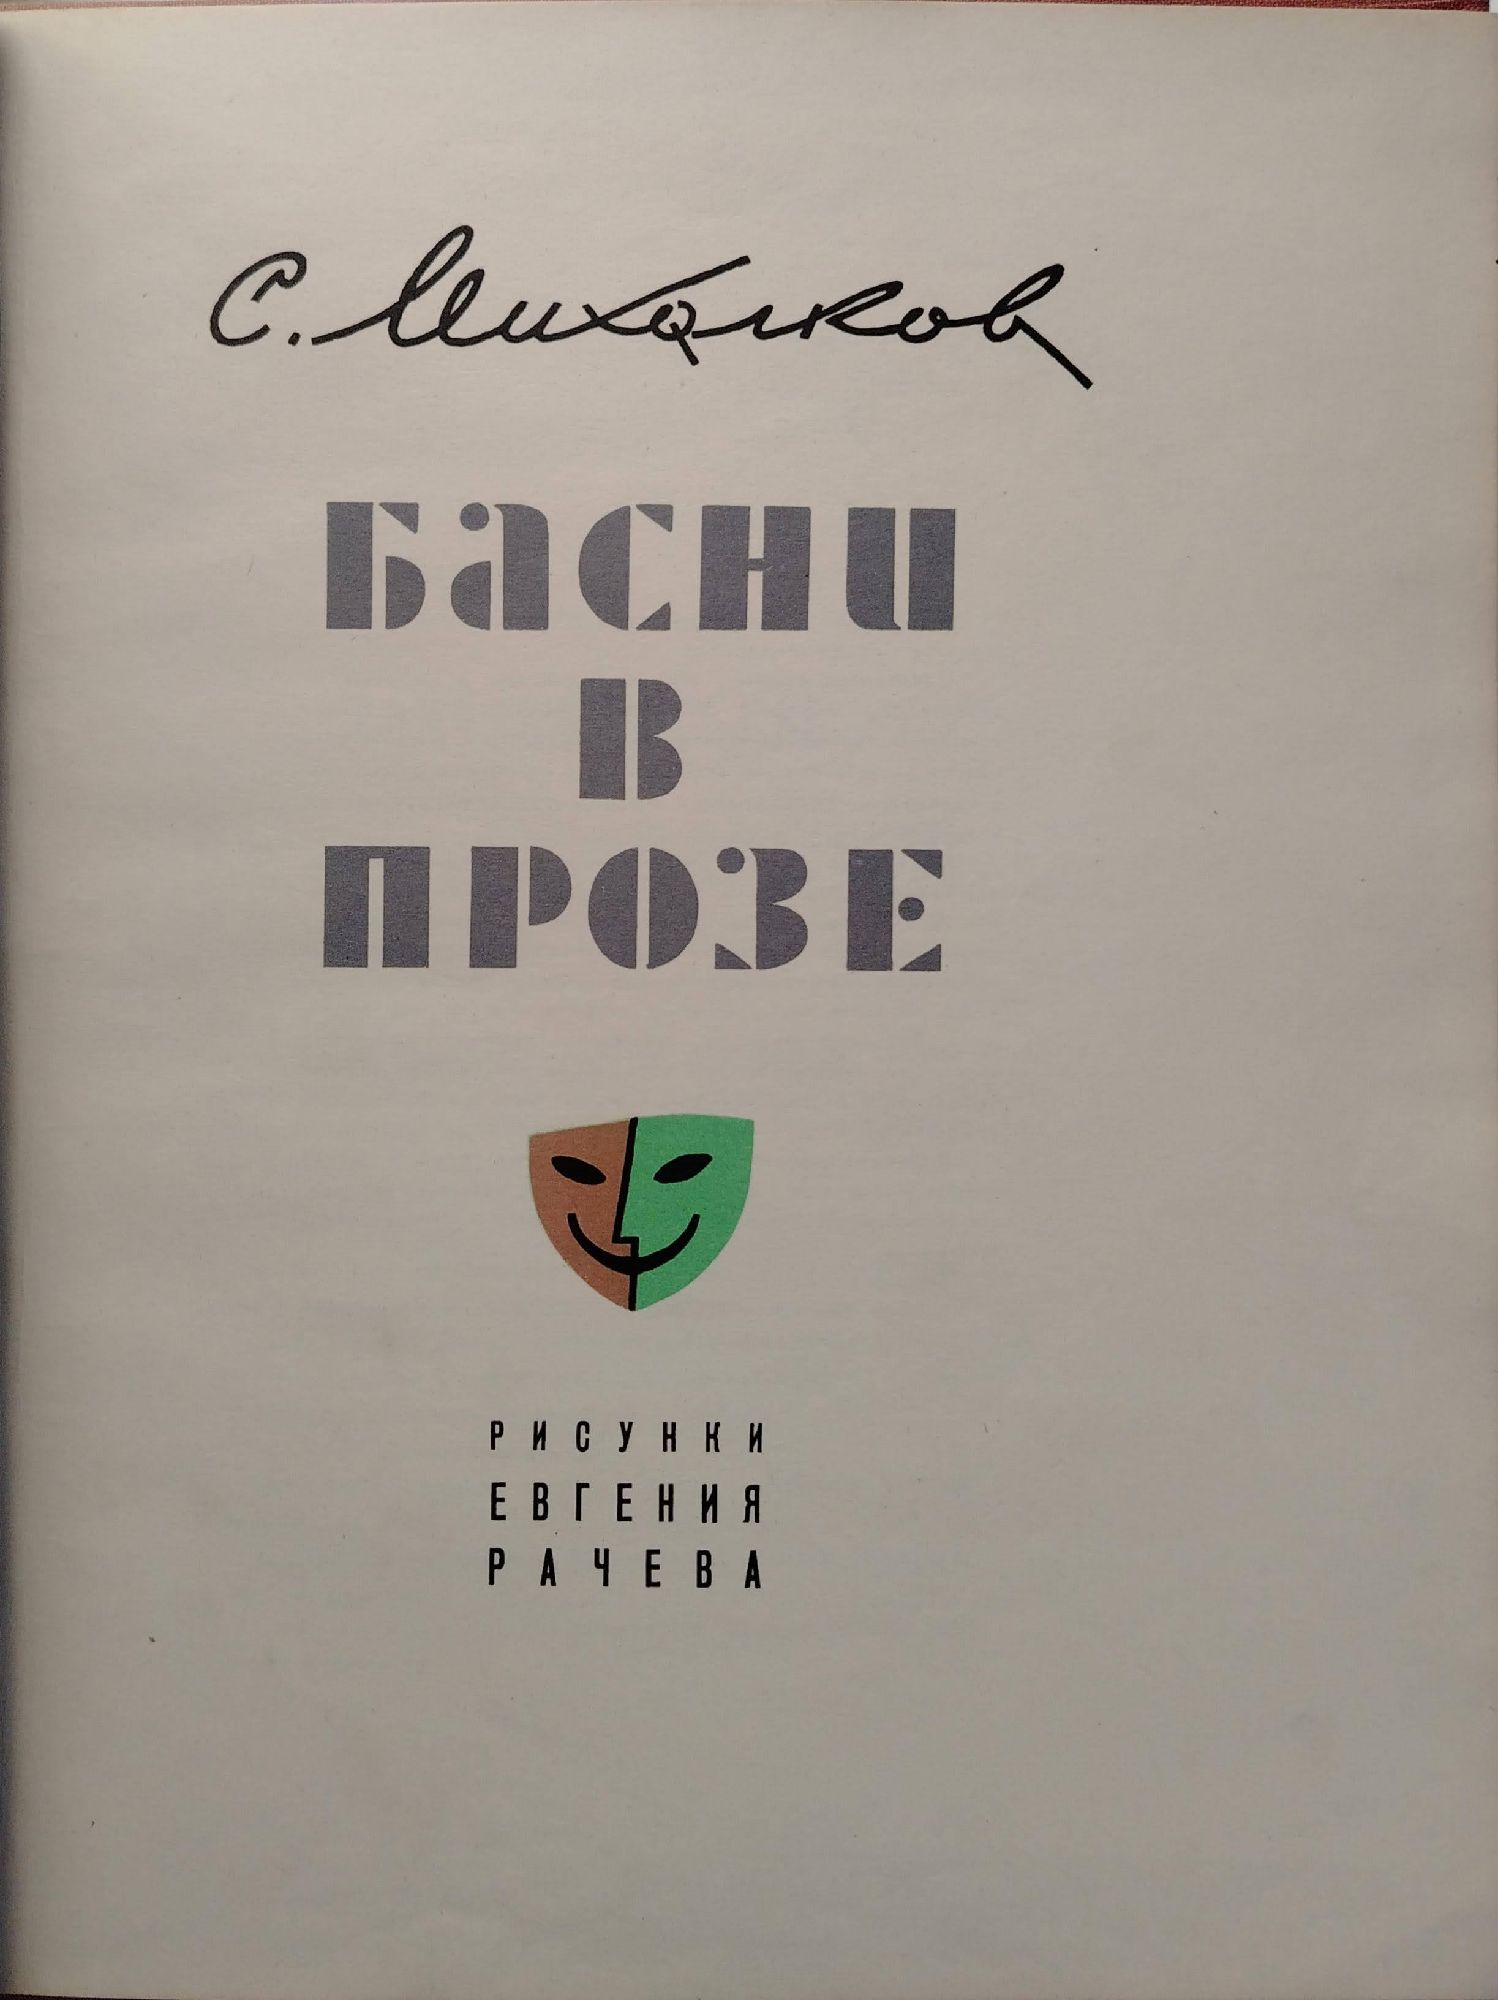 С. Михалков
БАСНИ
В
ПРОЗЕ
РИСУНКИ
ЕВГЕНИЯ
РАЧЕВА